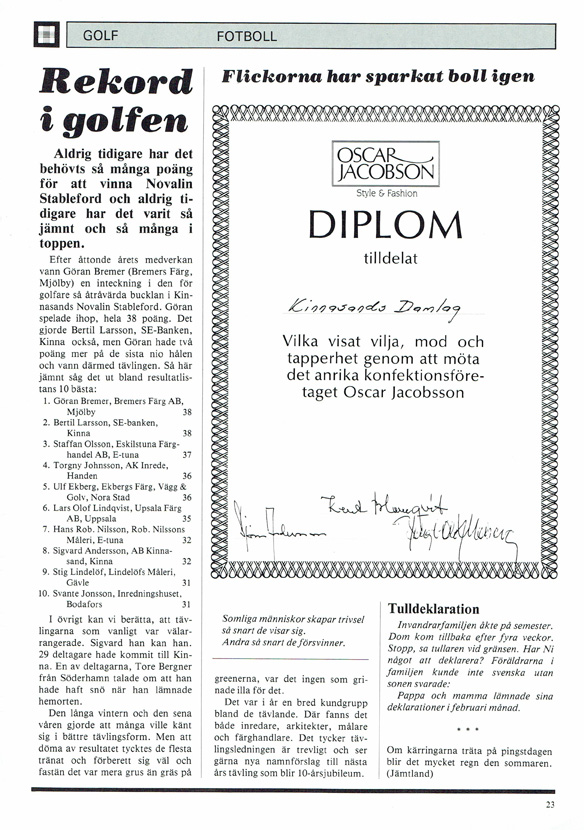 GOLF
FOTBOLL
Rekord
i golfen
Aldrig tidigare har det
behövts så många poäng
för att vinna Novalin
Stableford och aldrig ti-
digare har det varit så
jämnt och så många i
toppen.
Efter åttonde årets medverkan
vann Göran Bremer (Bremers Färg,
Mjölby) en inteckning i den för
golfare så åtråvärda bucklan i Kin-
nasands Novalin Stableford. Göran
spelade ihop, hela 38 poäng. Det
gjorde Bertil Larsson, SE-Banken,
Kinna också, men Göran hade två
poäng mer på de sista nio hålen
och vann därmed tävlingen. Så här
jämnt såg det ut bland resultatlis-
tans 10 bästa:
1. Göran Bremer, Bremers Färg AB,
Mjölby 38
2. Bertil Larsson, SE-banken,
Kinna 38
3. Staffan Olsson, Eskilstuna Färg-
handel AB, E-tuna 37
4. Torgny Johnsson, AK Inrede,
Handen 36
5. Ulf Ekberg, Ekbergs Färg, Vägg &
Golv, Nora Stad 36
6. Lars Olof Lindqvist, Upsala Färg
AB, Uppsala 35
7. Hans Rob. Nilsson, Rob. Nilssons
Måleri, E-tuna 32
8. Sigvard Andersson, AB Kinna-
sand, Kinna 32
9. Stig Lindelöf, Lindelöfs Måleri,
Gävle 31
10. Svante Jonsson, Inredningshuset,
Bodafors 31
I övrigt kan vi berätta, att täv-
lingarna som vanligt var välar-
rangerade. Sigvard han kan han.
29 deltagare hade kommit till Kin-
na. En av deltagarna, Tore Bergner
från Söderhamn talade om att han
hade haft snö när han lämnade
hemorten.
Den långa vintern och den sena
våren gjorde att många ville känt
sig i bättre tävlingsform. Men att
döma av resultatet tycktes de flesta
tränat och förberett sig väl och
fastän det var mera grus än gräs på
Flickorna har sparkat boll igen
OSCAR
JACOBSON
Style & Fashion
DIPLOM
tilldelat
Kinnasands Damlag
Vilka visat vilja, mod och
tapperhet genom att möta
det anrika konfektionsföre-
taget Oscar Jacobsson
Somliga människor skapar trivsel
så snart de visar sig.
Andra så snart de försvinner.
greenerna, var det ingen som gri-
nade illa för det.
Det var i år en bred kundgrupp
bland de tävlande. Där fanns det
både inredare, arkitekter, målare
och färghandlare. Det tycker täv-
lingsledningen är trevligt och ser
gärna nya namnförslag till nästa
års tävling som blir 10-årsjubileum.
Tulldeklaration
Invandrarfamiljen åkte på semester.
Dom kom tillbaka efter fyra veckor.
Stopp, sa tullaren vid gränsen. Har Ni
något att deklarera? Föräldrarna i
familjen kunde inte svenska utan
sonen svarade:
Pappa och mamma lämnade sina
deklarationer i februari månad.
* * *
Om kärringarna träta på pingstdagen
blir det mycket regn den sommaren.
(Jämtland)
23